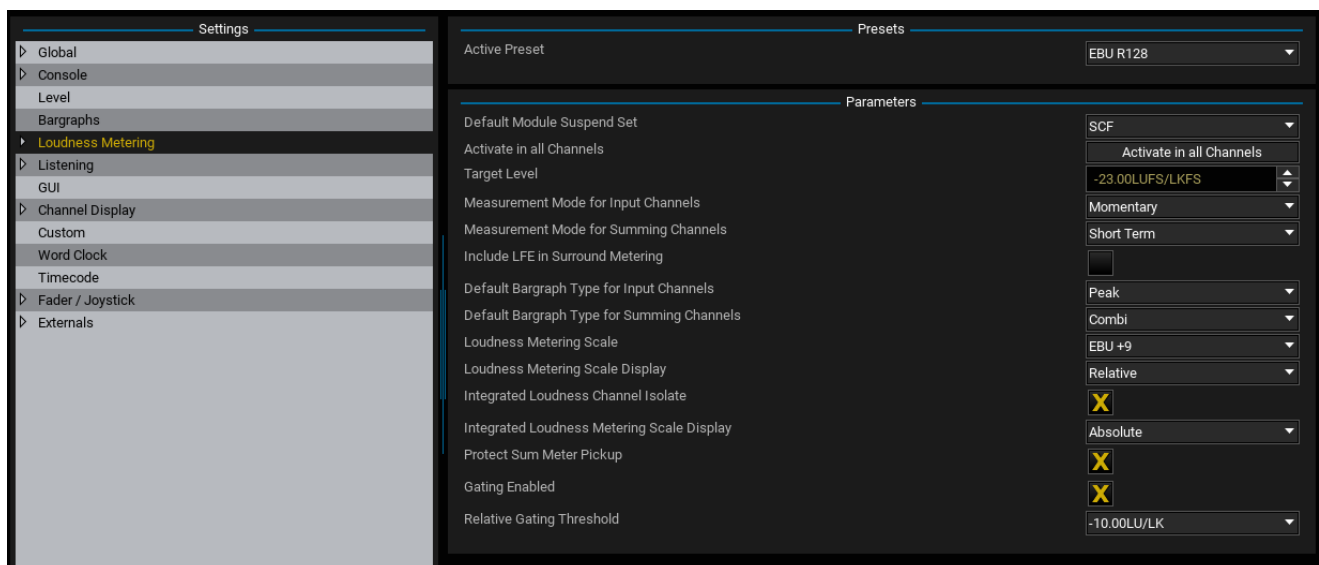 Settings
Global
Console
Level
Bargraphs
Loudness Metering
Listening
GUI
Channel Display
Custom
Word Clock
Timecode
Fader / Joystick
Externals
Presets
Active Preset EBU R128
Parameters
Default Module Suspend Set SCF
Activate in all Channels Activate in all Channels
Target Level -23.00LUFS/LKFS
Measurement Mode for Input Channels Momentary
Measurement Mode for Summing Channels Short Term
Include LFE in Surround Metering
Default Bargraph Type for Input Channels Peak
Default Bargraph Type for Summing Channels Combi
Loudness Metering Scale EBU +9
Loudness Metering Scale Display Relative
Integrated Loudness Channel Isolate X
Integrated Loudness Metering Scale Display Absolute
Protect Sum Meter Pickup X
Gating Enabled X
Relative Gating Threshold -10.00LU/LK